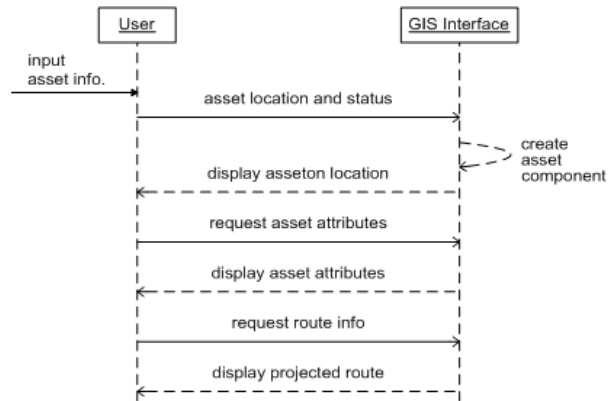 User
GIS Interface
input
asset info.
asset location and status
create
asset
component
display asseton location
request asset attributes
display asset attributes
request route info
display projected route